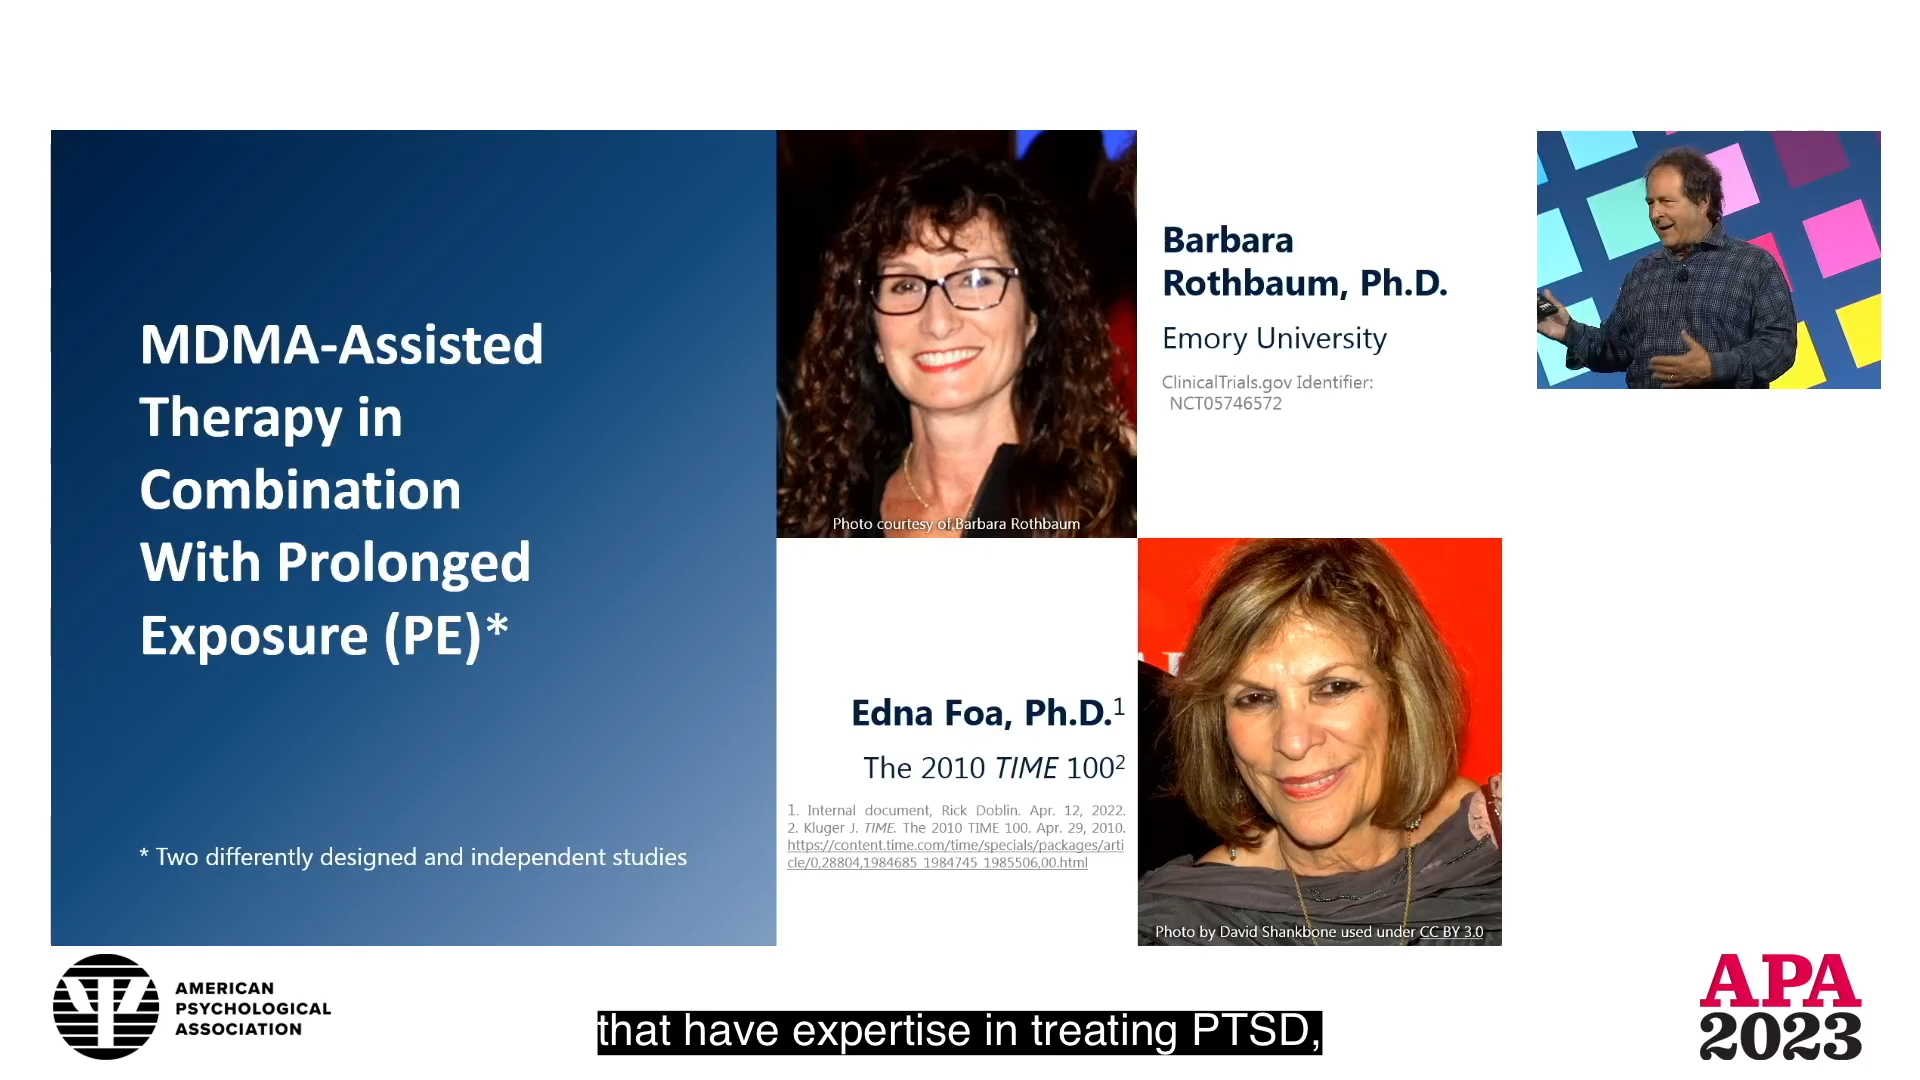 MDMA-Assisted
Therapy in
Combination
With Prolonged
Exposure (PE)*
* Two differently designed and independent studies
Photo courtesy of Barbara Rothbaum
Barbara
Rothbaum, Ph.D.
Emory University
ClinicalTrials.gov Identifier:
NCT05746572
Edna Foa, Ph.D.1
The 2010 TIME 1002
1. Internal document, Rick Doblin. Apr. 12, 2022.
2. Kluger J. TIME. The 2010 TIME 100. Apr. 29, 2010.
https://content.time.com/time/specials/packages/arti
cle/0,28804,1984685_1984745_1985506,00.html
Photo by David Shankbone used under CC BY 3.0
AMERICAN
PSYCHOLOGICAL
ASSOCIATION
that have expertise in treating PTSD,
APA
2023